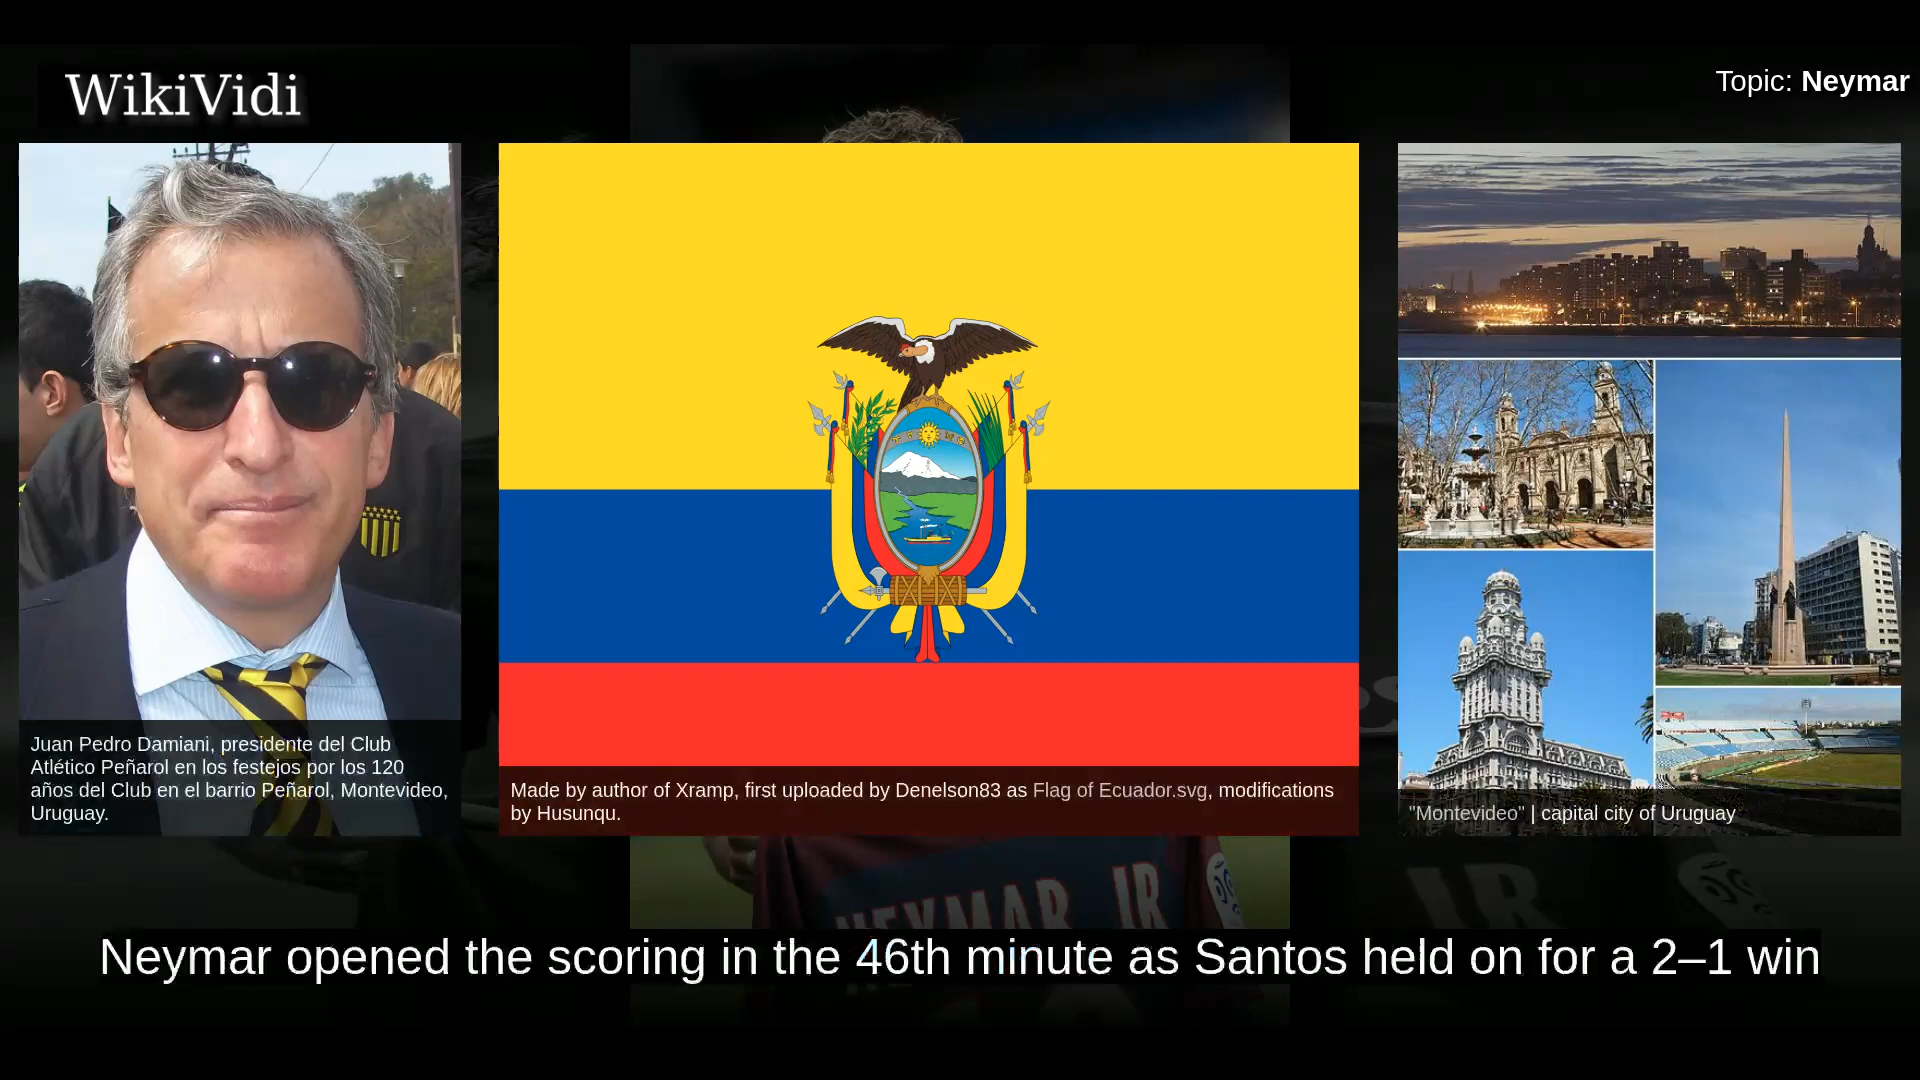 WikiVidi
Topic: Neymar
Juan Pedro Damiani, presidente del Club
Atlético Peñarol en los festejos por los 120
años del Club en el barrio Peñarol, Montevideo,
Uruguay.
Made by author of Xramp, first uploaded by Denelson83 as Flag of Ecuador.svg, modifications
by Husunqu.
"Montevideo" | capital city of Uruguay
NEYMAR JR
JR
Neymar opened the scoring in the 46th minute as Santos held on for a 2–1 win